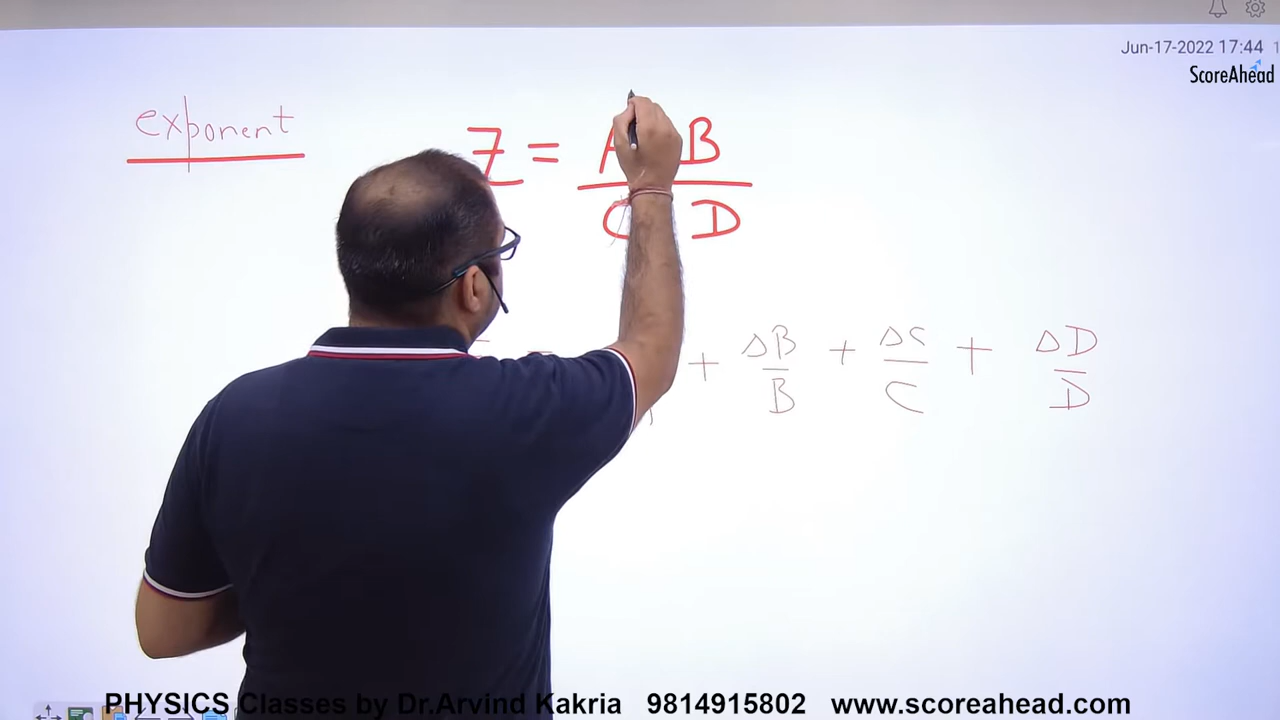 Jun-17-2022 17:44
ScoreAhead
exponent
Z = A B
C D
+ ΔB/B + ΔC/C + ΔD/D
PHYSICS Classes by Dr.Arvind Kakria 9814915802 www.scoreahead.com